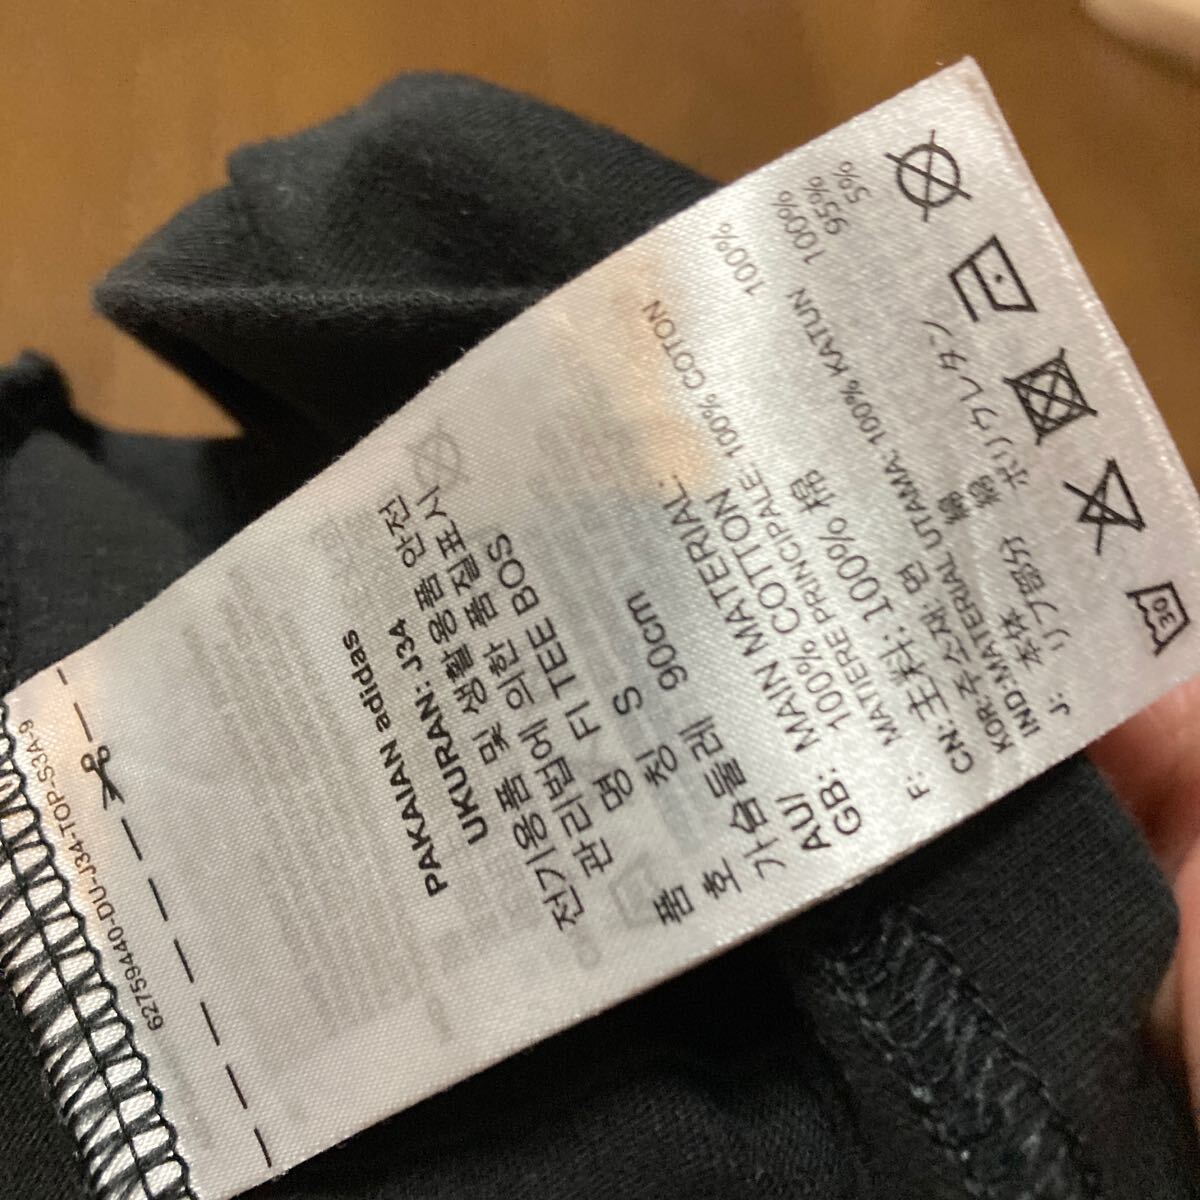 PAKAIAN adidas
UKURAN: J34
전기용품 및 생활용품 안전
관리법에 의한 품질표시
품 명 FI TEE BOS
호 칭 S
가슴둘레 90cm
AU/
GB: MAIN MATERIAL:
100% COTTON 100%
F: MATIERE PRINCIPALE: 100% COTON
CN: 主料: 100% 棉
KOR: 주소재: 면 100%
IND: MATERIAL UTAMA: 100% KATUN
J: 本体 綿 100%
リブ部分 綿 95%
ポリウレタン 5%
30
62759440-DU-J34-TOP-S3A-9